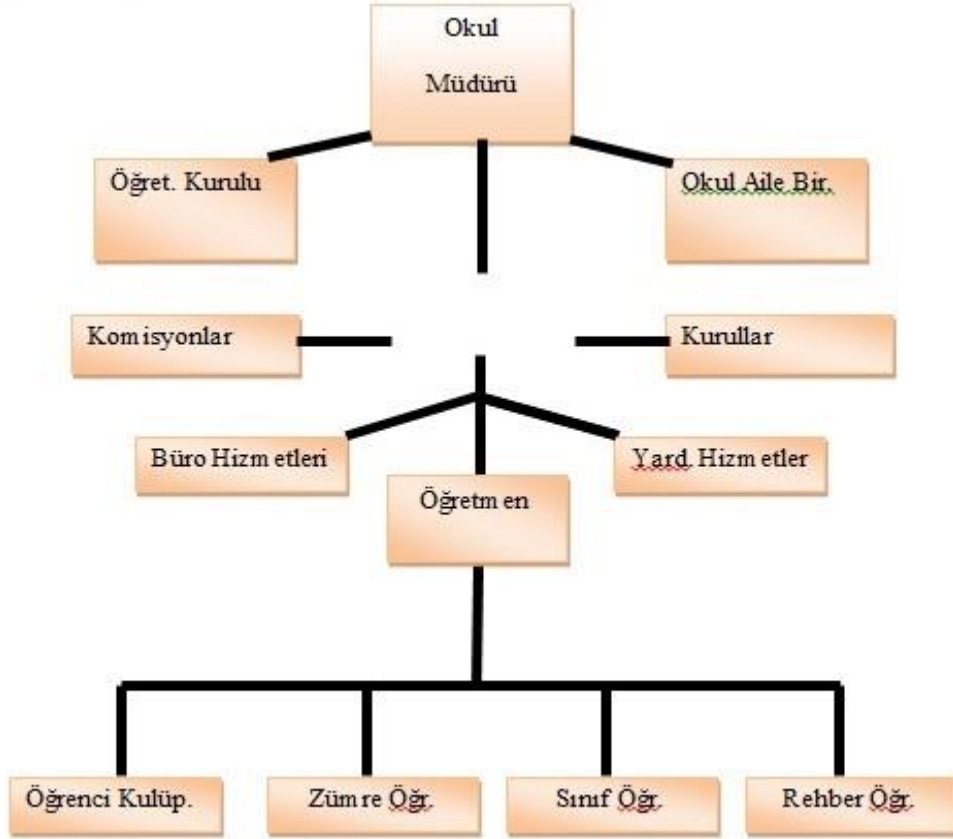 Okul
Müdürü
Öğret. Kurulu
Okul Aile Bir.
Komisyonlar
Kurullar
Büro Hizmetleri
Yard. Hizmetler
Öğretmen
Öğrenci Kulüp.
Zümre Öğr.
Sınıf Öğr.
Rehber Öğr.